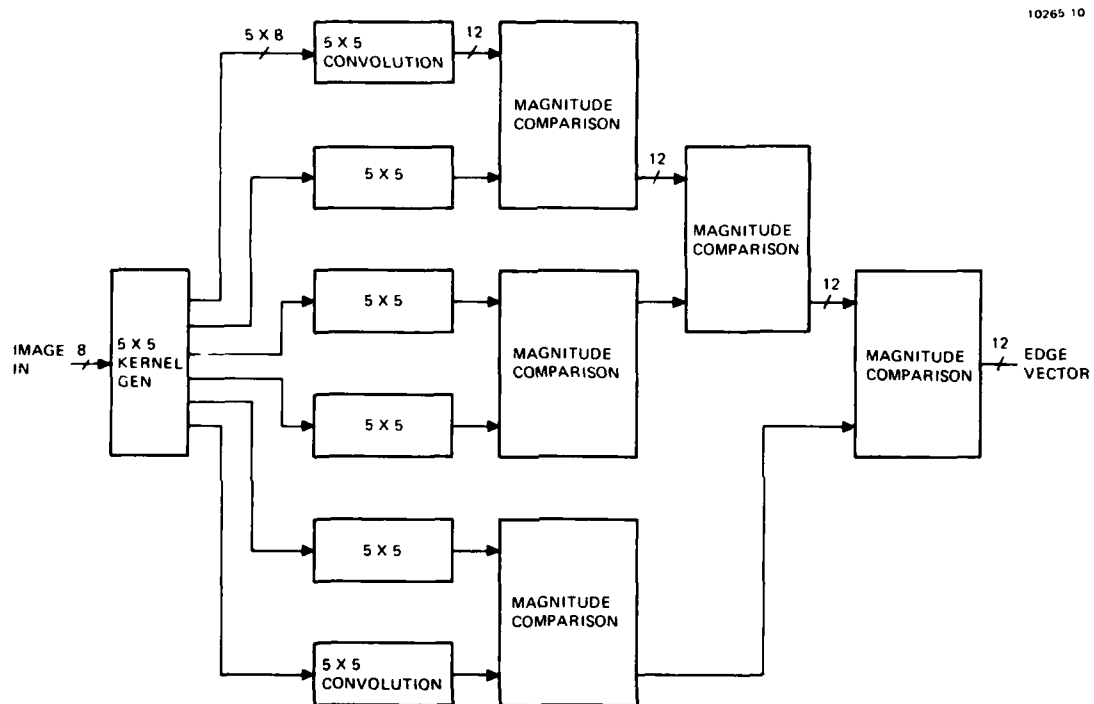 10265 10
5 X 8
5 X 5
CONVOLUTION
12
MAGNITUDE
COMPARISON
5 X 5
12
MAGNITUDE
COMPARISON
5 X 5
12
IMAGE
IN
8
5 X 5
KERNEL
GEN
MAGNITUDE
COMPARISON
MAGNITUDE
COMPARISON
12
EDGE
VECTOR
5 X 5
5 X 5
MAGNITUDE
COMPARISON
5 X 5
CONVOLUTION